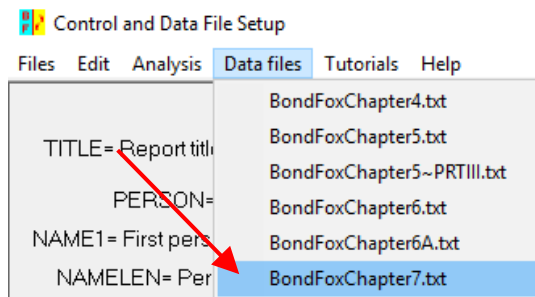 Control and Data File Setup
Files Edit Analysis Data files Tutorials Help
BondFoxChapter4.txt
BondFoxChapter5.txt
TITLE= Report titl
BondFoxChapter5~PRTIII.txt
PERSON=
BondFoxChapter6.txt
NAME1= First pers
BondFoxChapter6A.txt
NAMELEN= Per
BondFoxChapter7.txt